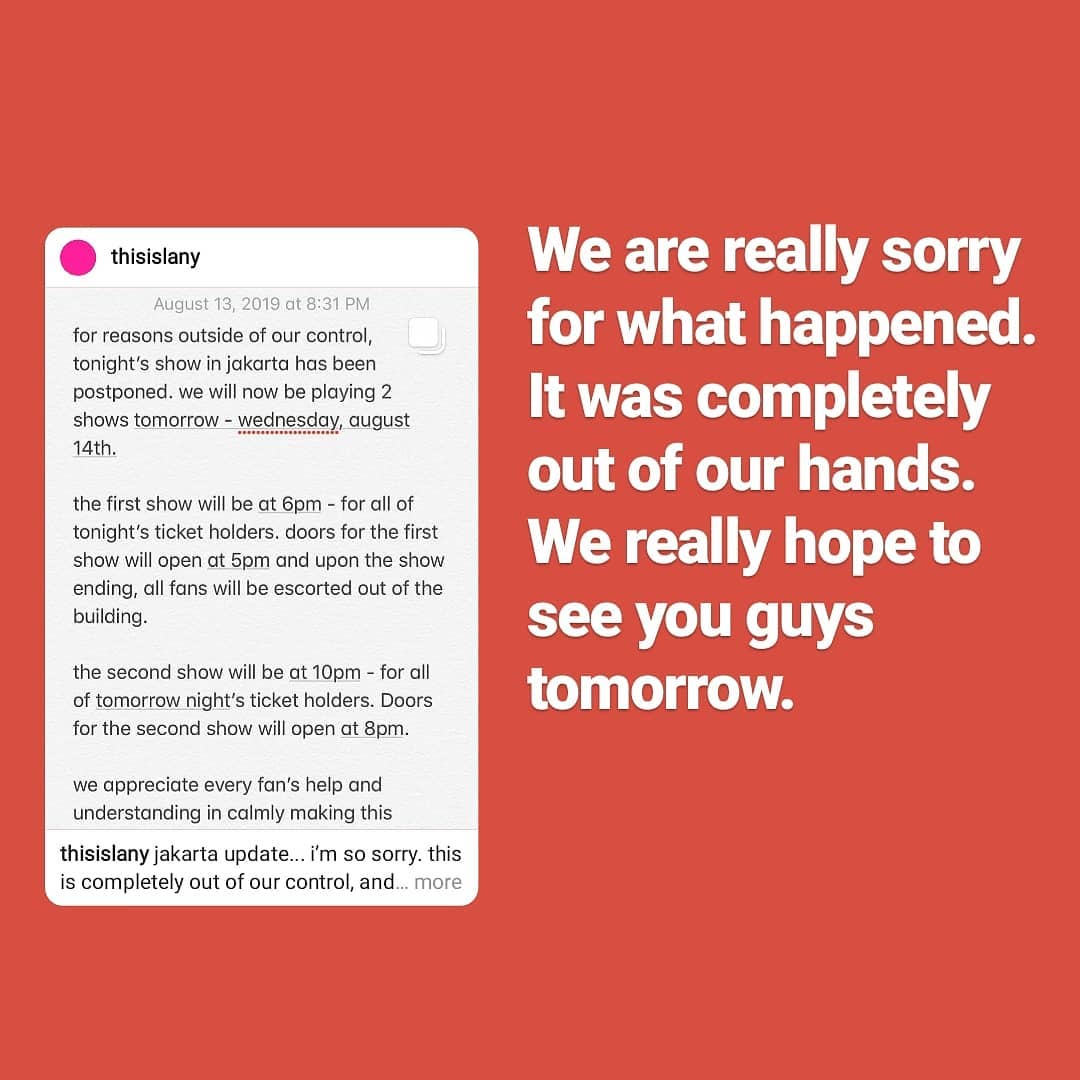 thisislany
August 13, 2019 at 8:31 PM
for reasons outside of our control,
tonight's show in jakarta has been
postponed. we will now be playing 2
shows tomorrow - wednesday, august
14th.
the first show will be at 6pm - for all of
tonight's ticket holders. doors for the first
show will open at 5pm and upon the show
ending, all fans will be escorted out of the
building.
the second show will be at 10pm - for all
of tomorrow night's ticket holders. Doors
for the second show will open at 8pm.
we appreciate every fan's help and
understanding in calmly making this
thisislany jakarta update... i'm so sorry. this
is completely out of our control, and... more
We are really sorry
for what happened.
It was completely
out of our hands.
We really hope to
see you guys
tomorrow.